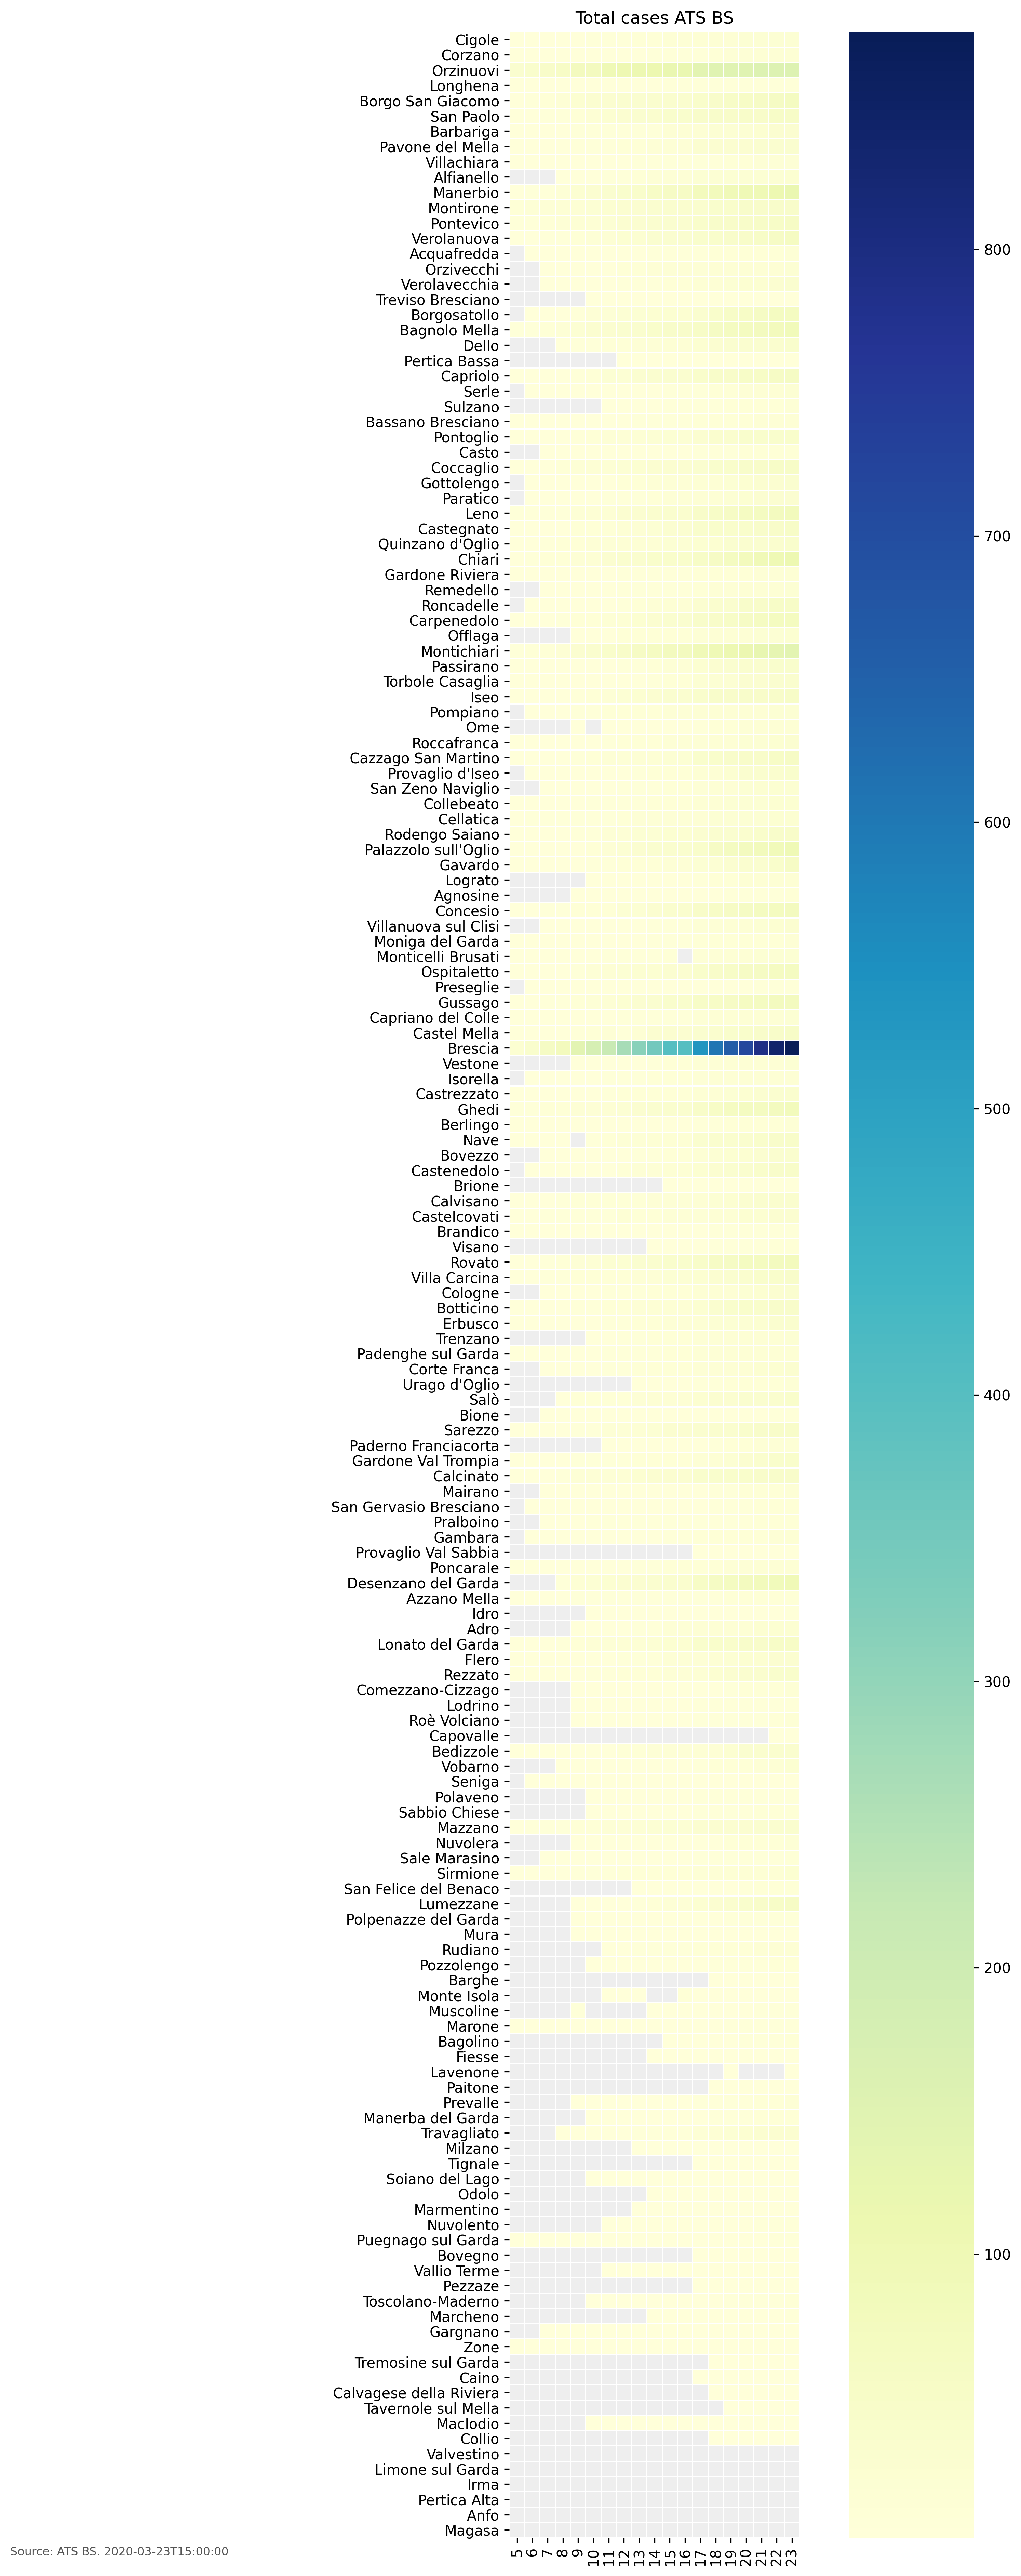 Total cases ATS BS
Cigole
Corzano
Orzinuovi
Longhena
Borgo San Giacomo
San Paolo
Barbariga
Pavone del Mella
Villachiara
Alfianello
Manerbio
Montirone
Pontevico
Verolanuova
Acquafredda
Orzivecchi
Verolavecchia
Treviso Bresciano
Borgosatollo
Bagnolo Mella
Dello
Pertica Bassa
Capriolo
Serle
Sulzano
Bassano Bresciano
Pontoglio
Casto
Coccaglio
Gottolengo
Paratico
Leno
Castegnato
Quinzano d'Oglio
Chiari
Gardone Riviera
Remedello
Roncadelle
Carpenedolo
Offlaga
Montichiari
Passirano
Torbole Casaglia
Iseo
Pompiano
Ome
Roccafranca
Cazzago San Martino
Provaglio d'Iseo
San Zeno Naviglio
Collebeato
Cellatica
Rodengo Saiano
Palazzolo sull'Oglio
Gavardo
Lograto
Agnosine
Concesio
Villanuova sul Clisi
Moniga del Garda
Monticelli Brusati
Ospitaletto
Preseglie
Gussago
Capriano del Colle
Castel Mella
Brescia
Vestone
Isorella
Castrezzato
Ghedi
Berlingo
Nave
Bovezzo
Castenedolo
Brione
Calvisano
Castelcovati
Brandico
Visano
Rovato
Villa Carcina
Cologne
Botticino
Erbusco
Trenzano
Padenghe sul Garda
Corte Franca
Urago d'Oglio
Salò
Bione
Sarezzo
Paderno Franciacorta
Gardone Val Trompia
Calcinato
Mairano
San Gervasio Bresciano
Pralboino
Gambara
Provaglio Val Sabbia
Poncarale
Desenzano del Garda
Azzano Mella
Idro
Adro
Lonato del Garda
Flero
Rezzato
Comezzano-Cizzago
Lodrino
Roè Volciano
Capovalle
Bedizzole
Vobarno
Seniga
Polaveno
Sabbio Chiese
Mazzano
Nuvolera
Sale Marasino
Sirmione
San Felice del Benaco
Lumezzane
Polpenazze del Garda
Mura
Rudiano
Pozzolengo
Barghe
Monte Isola
Muscoline
Marone
Bagolino
Fiesse
Lavenone
Paitone
Prevalle
Manerba del Garda
Travagliato
Milzano
Tignale
Soiano del Lago
Odolo
Marmentino
Nuvolento
Puegnago sul Garda
Bovegno
Vallio Terme
Pezzaze
Toscolano-Maderno
Marcheno
Gargnano
Zone
Tremosine sul Garda
Caino
Calvagese della Riviera
Tavernole sul Mella
Maclodio
Collio
Valvestino
Limone sul Garda
Irma
Pertica Alta
Anfo
Magasa
5 6 7 8 9 10 11 12 13 14 15 16 17 18 19 20 21 22 23
800
700
600
500
400
300
200
100
Source: ATS BS. 2020-03-23T15:00:00